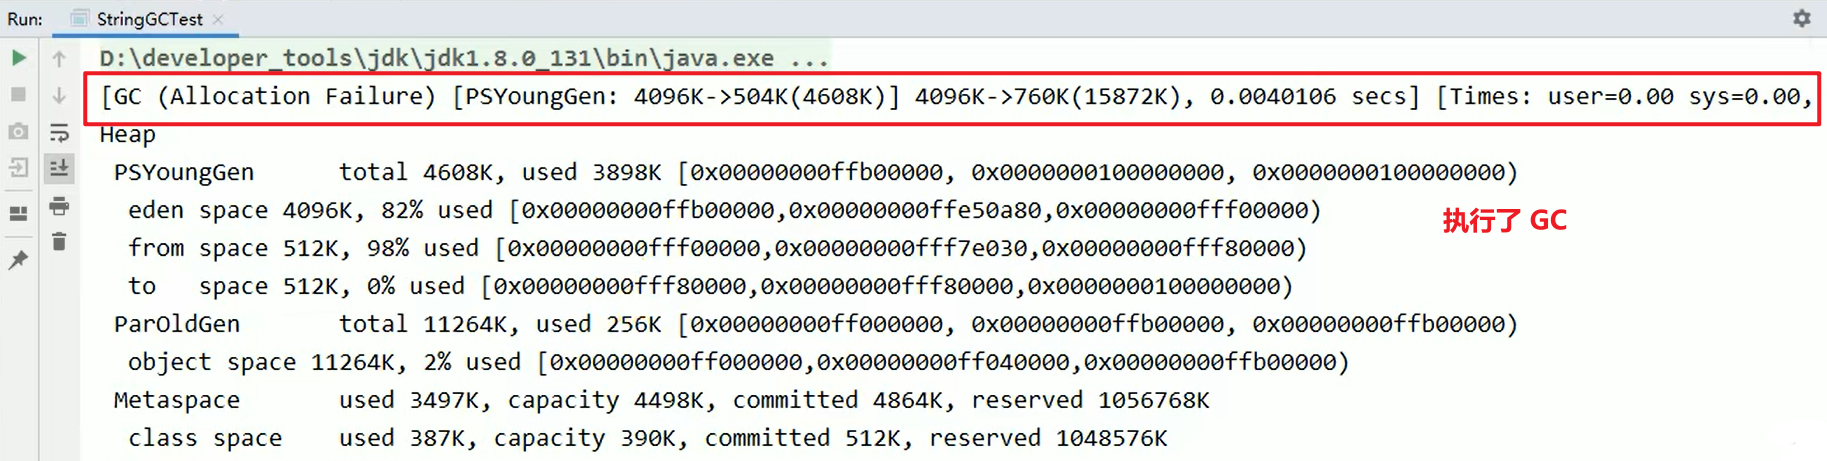 Run: StringGCTest ×
D:\developer_tools\jdk\jdk1.8.0_131\bin\java.exe ...
[GC (Allocation Failure) [PSYoungGen: 4096K->504K(4608K)] 4096K->760K(15872K), 0.0040106 secs] [Times: user=0.00 sys=0.00,
Heap
PSYoungGen      total 4608K, used 3898K [0x00000000ffb00000, 0x0000000100000000, 0x0000000100000000)
eden space 4096K, 82% used [0x00000000ffb00000,0x00000000ffe50a80,0x00000000fff00000)
执行了 GC
from space 512K, 98% used [0x00000000fff00000,0x00000000fff7e030,0x00000000fff80000)
to   space 512K, 0% used [0x00000000fff80000,0x00000000fff80000,0x0000000100000000)
ParOldGen       total 11264K, used 256K [0x00000000ff000000, 0x00000000ffb00000, 0x00000000ffb00000)
object space 11264K, 2% used [0x00000000ff000000,0x00000000ff040000,0x00000000ffb00000)
Metaspace       used 3497K, capacity 4498K, committed 4864K, reserved 1056768K
class space    used 387K, capacity 390K, committed 512K, reserved 1048576K